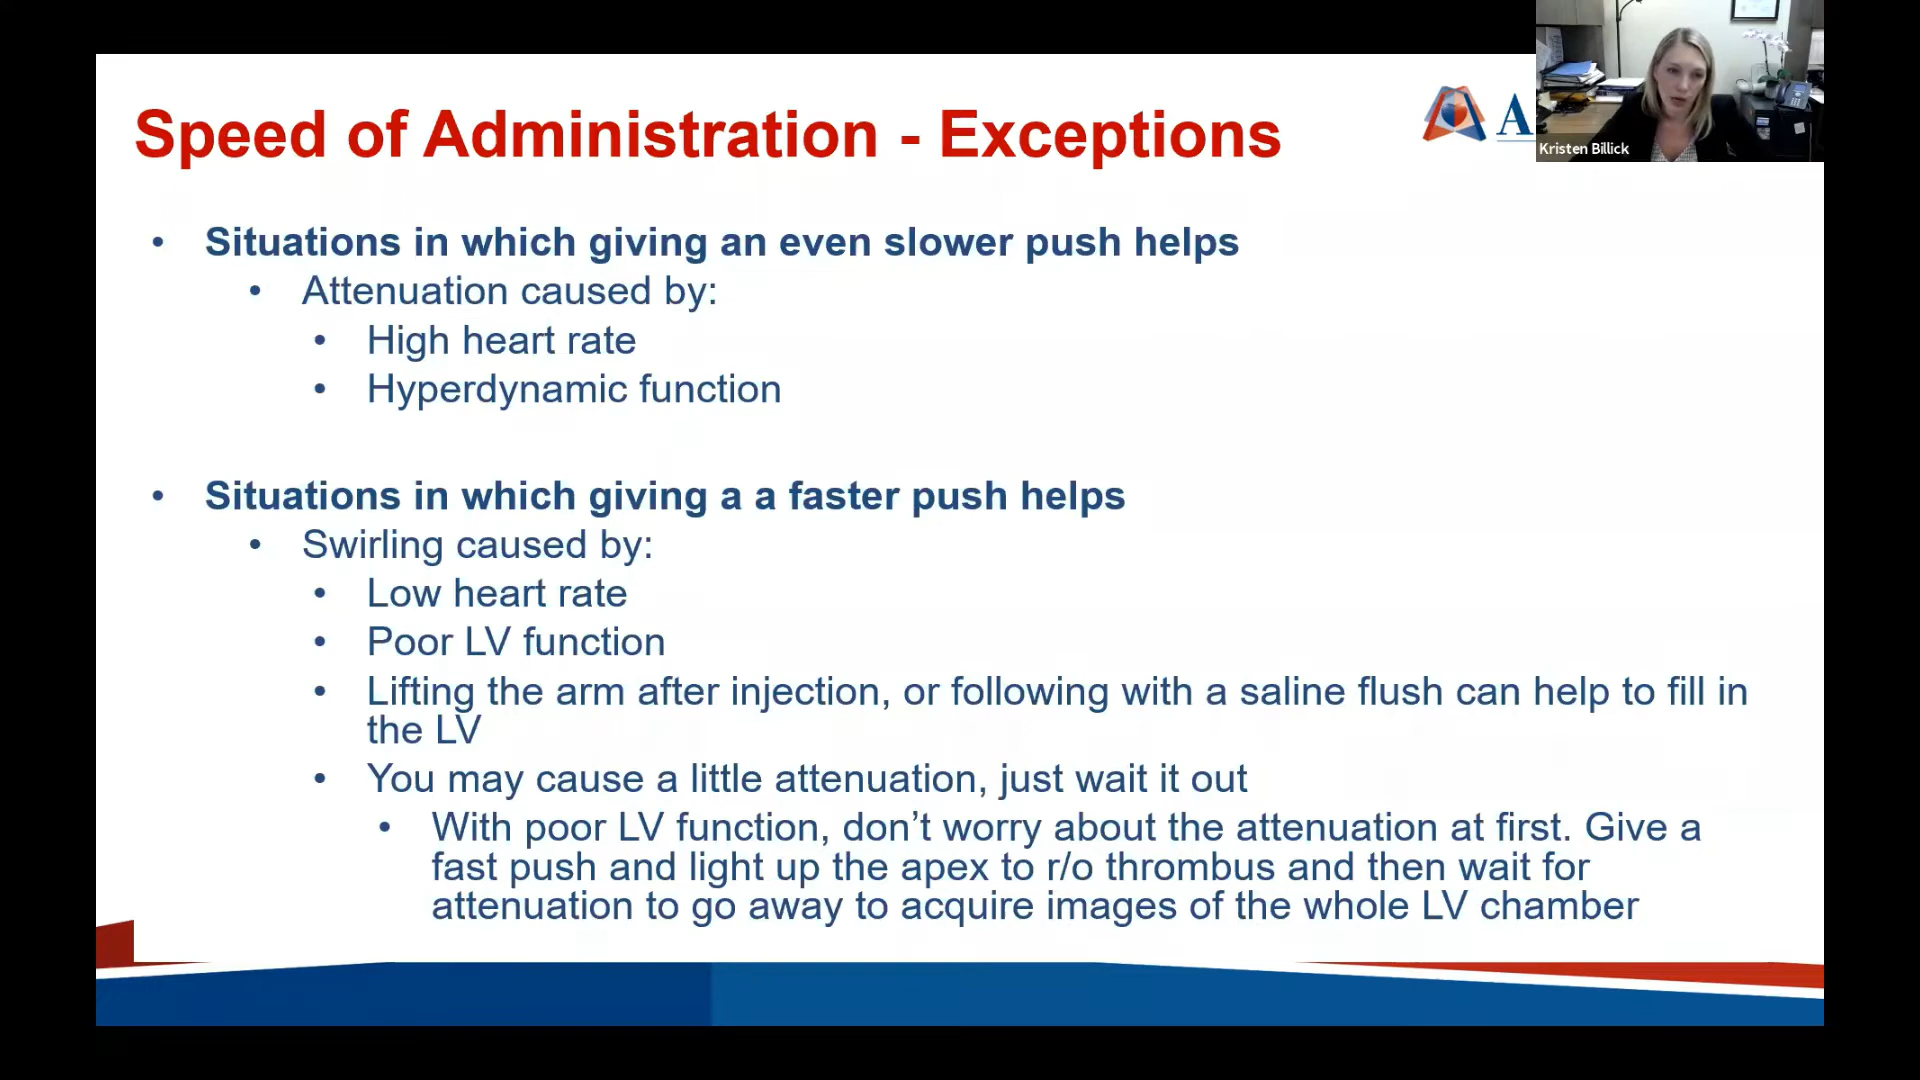 Speed of Administration - Exceptions
A
Kristen Billick
• Situations in which giving an even slower push helps
• Attenuation caused by:
• High heart rate
• Hyperdynamic function
• Situations in which giving a a faster push helps
• Swirling caused by:
• Low heart rate
• Poor LV function
• Lifting the arm after injection, or following with a saline flush can help to fill in
the LV
• You may cause a little attenuation, just wait it out
• With poor LV function, don’t worry about the attenuation at first. Give a
fast push and light up the apex to r/o thrombus and then wait for
attenuation to go away to acquire images of the whole LV chamber